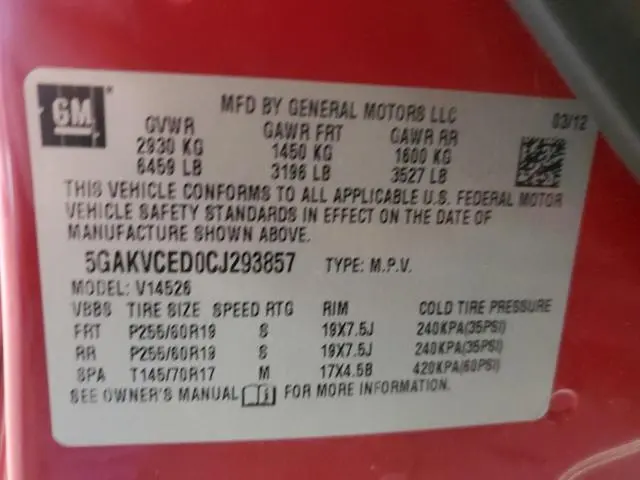 GM
MFD BY GENERAL MOTORS LLC
03/12
GVWR GAWR FRT GAWR RR
2930 KG 1450 KG 1600 KG
6459 LB 3196 LB 3527 LB
THIS VEHICLE CONFORMS TO ALL APPLICABLE U.S. FEDERAL MOTOR
VEHICLE SAFETY STANDARDS IN EFFECT ON THE DATE OF
MANUFACTURE SHOWN ABOVE.
5GAKVCED0CJ293857 TYPE: M.P.V.
MODEL: V14526
VBBS TIRE SIZE SPEED RTG RIM COLD TIRE PRESSURE
FRT P255/60R19 S 19X7.5J 240KPA(35PSI)
RR P255/60R19 S 19X7.5J 240KPA(35PSI)
SPA T145/70R17 M 17X4.5B 420KPA(60PSI)
SEE OWNER'S MANUAL FOR MORE INFORMATION.